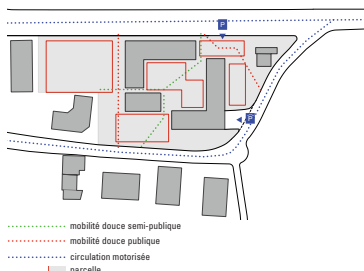 P
P
mobilité douce semi-publique
mobilité douce publique
circulation motorisée
parcelle